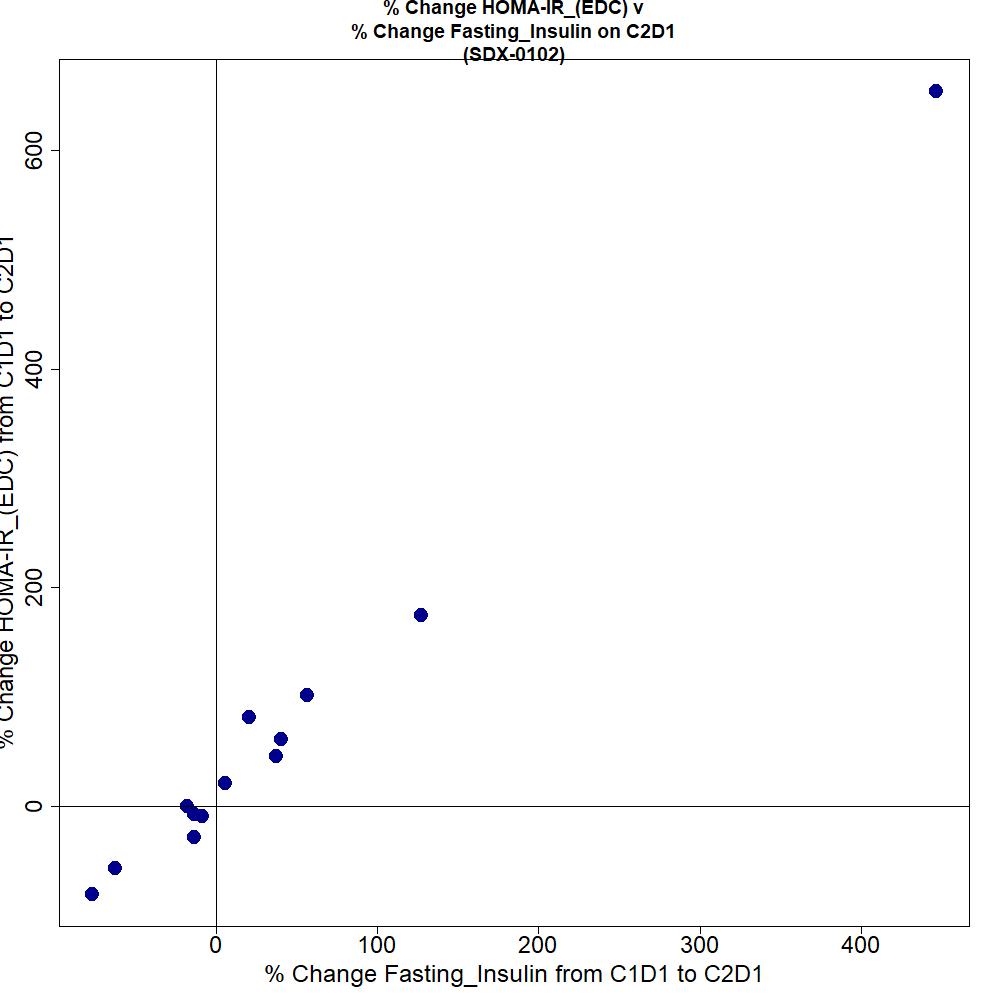 % Change HOMA-IR_(EDC) v
% Change Fasting_Insulin on C2D1
(SDX-0102)
% Change HOMA-IR_(EDC) from C1D1 to C2D1
600
400
200
0
0 100 200 300 400
% Change Fasting_Insulin from C1D1 to C2D1